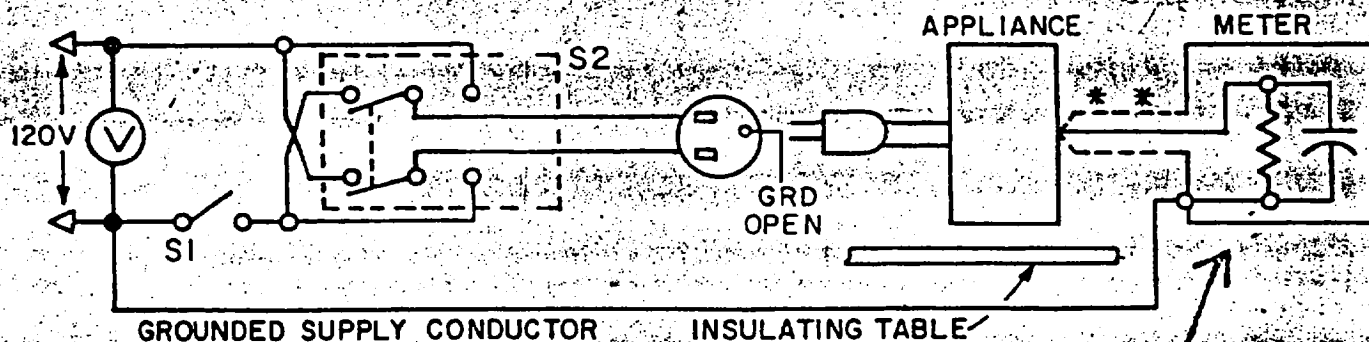 APPLIANCE METER
S2
* *
120V V
GRD
OPEN
S1
GROUNDED SUPPLY CONDUCTOR INSULATING TABLE